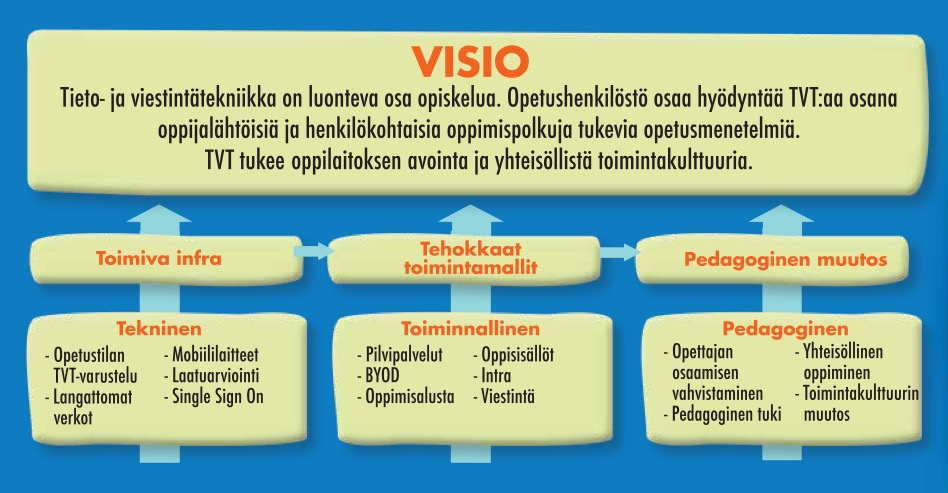 VISIO
Tieto- ja viestintätekniikka on luonteva osa opiskelua. Opetushenkilöstö osaa hyödyntää TVT:aa osana
oppijalähtöisiä ja henkilökohtaisia oppimispolkuja tukevia opetusmenetelmiä.
TVT tukee oppilaitoksen avointa ja yhteisöllistä toimintakulttuuria.
Toimiva infra
Tehokkaat
toimintamallit
Pedagoginen muutos
Tekninen
- Opetustilan
TVT-varustelu
- Langattomat
verkot
- Mobiililaitteet
- Laatuarviointi
- Single Sign On
Toiminnallinen
- Pilvipalvelut
- BYOD
- Oppimisalusta
- Oppisisällöt
- Intra
- Viestintä
Pedagoginen
- Opettajan
osaamisen
vahvistaminen
- Pedagoginen tuki
- Yhteisöllinen
oppiminen
- Toimintakulttuurin
muutos